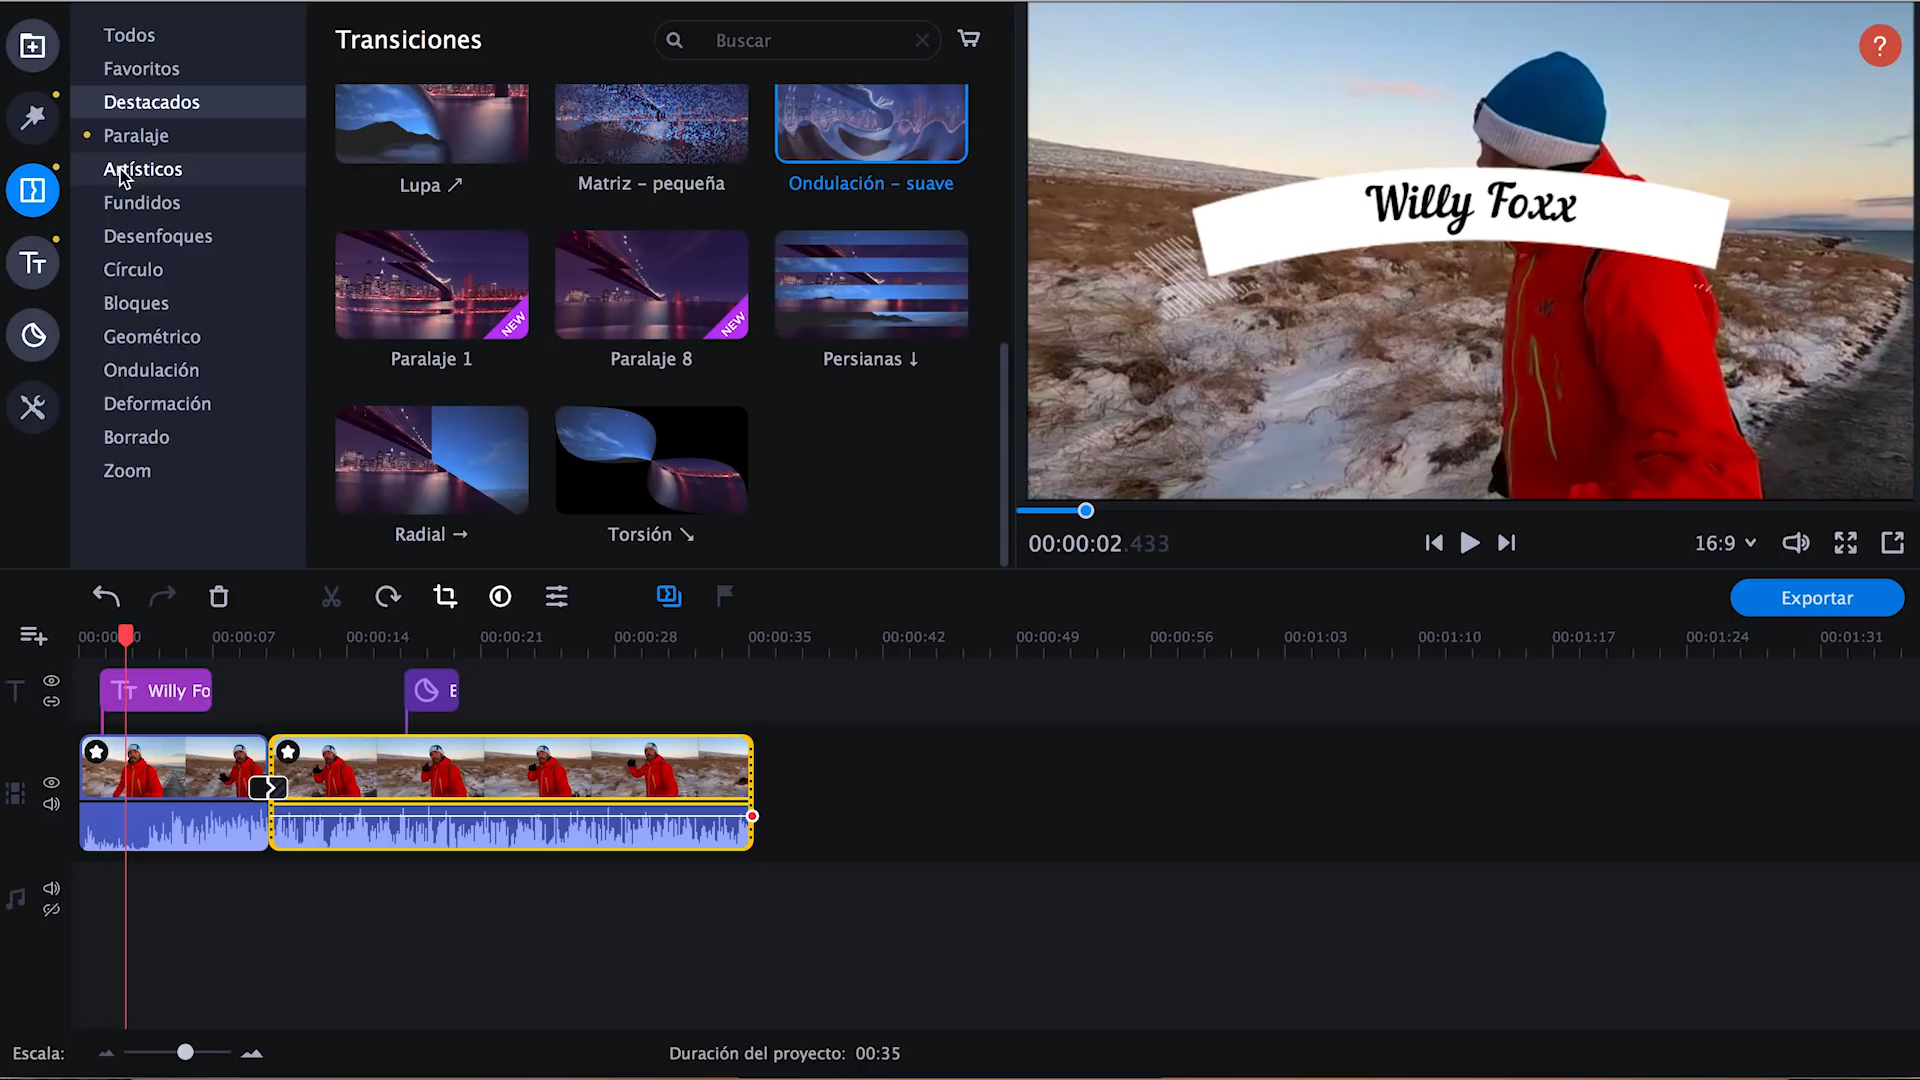 Todos
Favoritos
Destacados
Paralaje
Artísticos
Fundidos
Desenfoques
Círculo
Bloques
Geométrico
Ondulación
Deformación
Borrado
Zoom
Transiciones
Buscar
Lupa ↗
Matriz – pequeña
Ondulación – suave
NEW
NEW
Paralaje 1
Paralaje 8
Persianas ↓
Radial →
Torsión ↘
?
Willy Foxx
00:00:02.433
16:9
Exportar
00:00:07
00:00:14
00:00:21
00:00:28
00:00:35
00:00:42
00:00:49
00:00:56
00:01:03
00:01:10
00:01:17
00:01:24
00:01:31
Willy Fo
Escala:
Duración del proyecto: 00:35